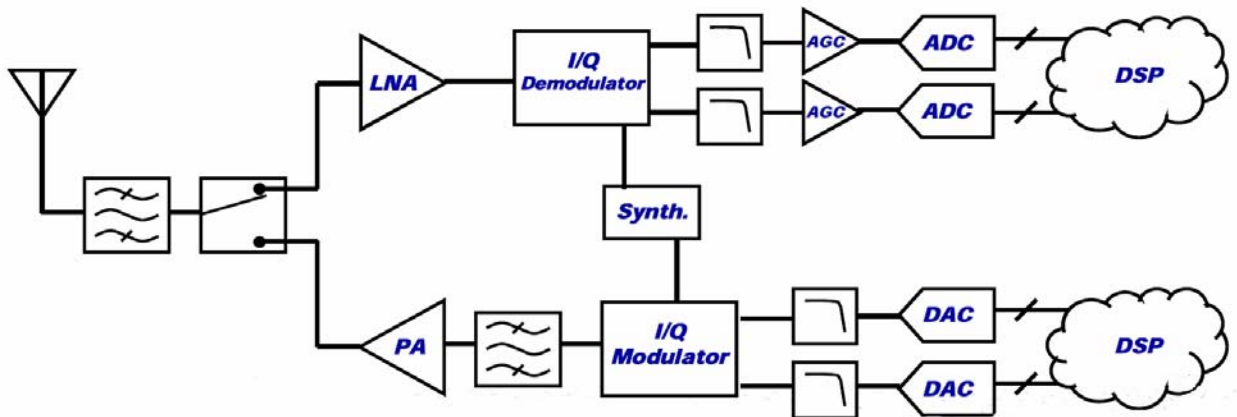 LNA
I/Q
Demodulator
AGC
ADC
DSP
AGC
ADC
Synth.
PA
I/Q
Modulator
DAC
DSP
DAC